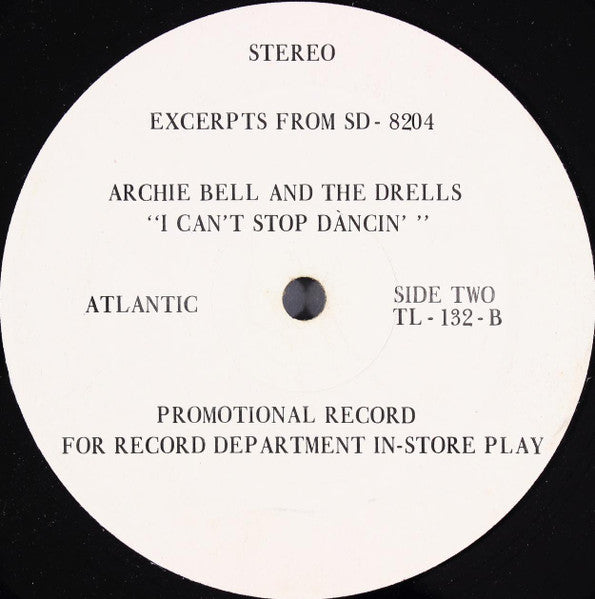 STEREO
EXCERPTS FROM SD - 8204
ARCHIE BELL AND THE DRELLS
“I CAN'T STOP DÀNCIN' ”
ATLANTIC
SIDE TWO
TL - 132 - B
PROMOTIONAL RECORD
FOR RECORD DEPARTMENT IN-STORE PLAY